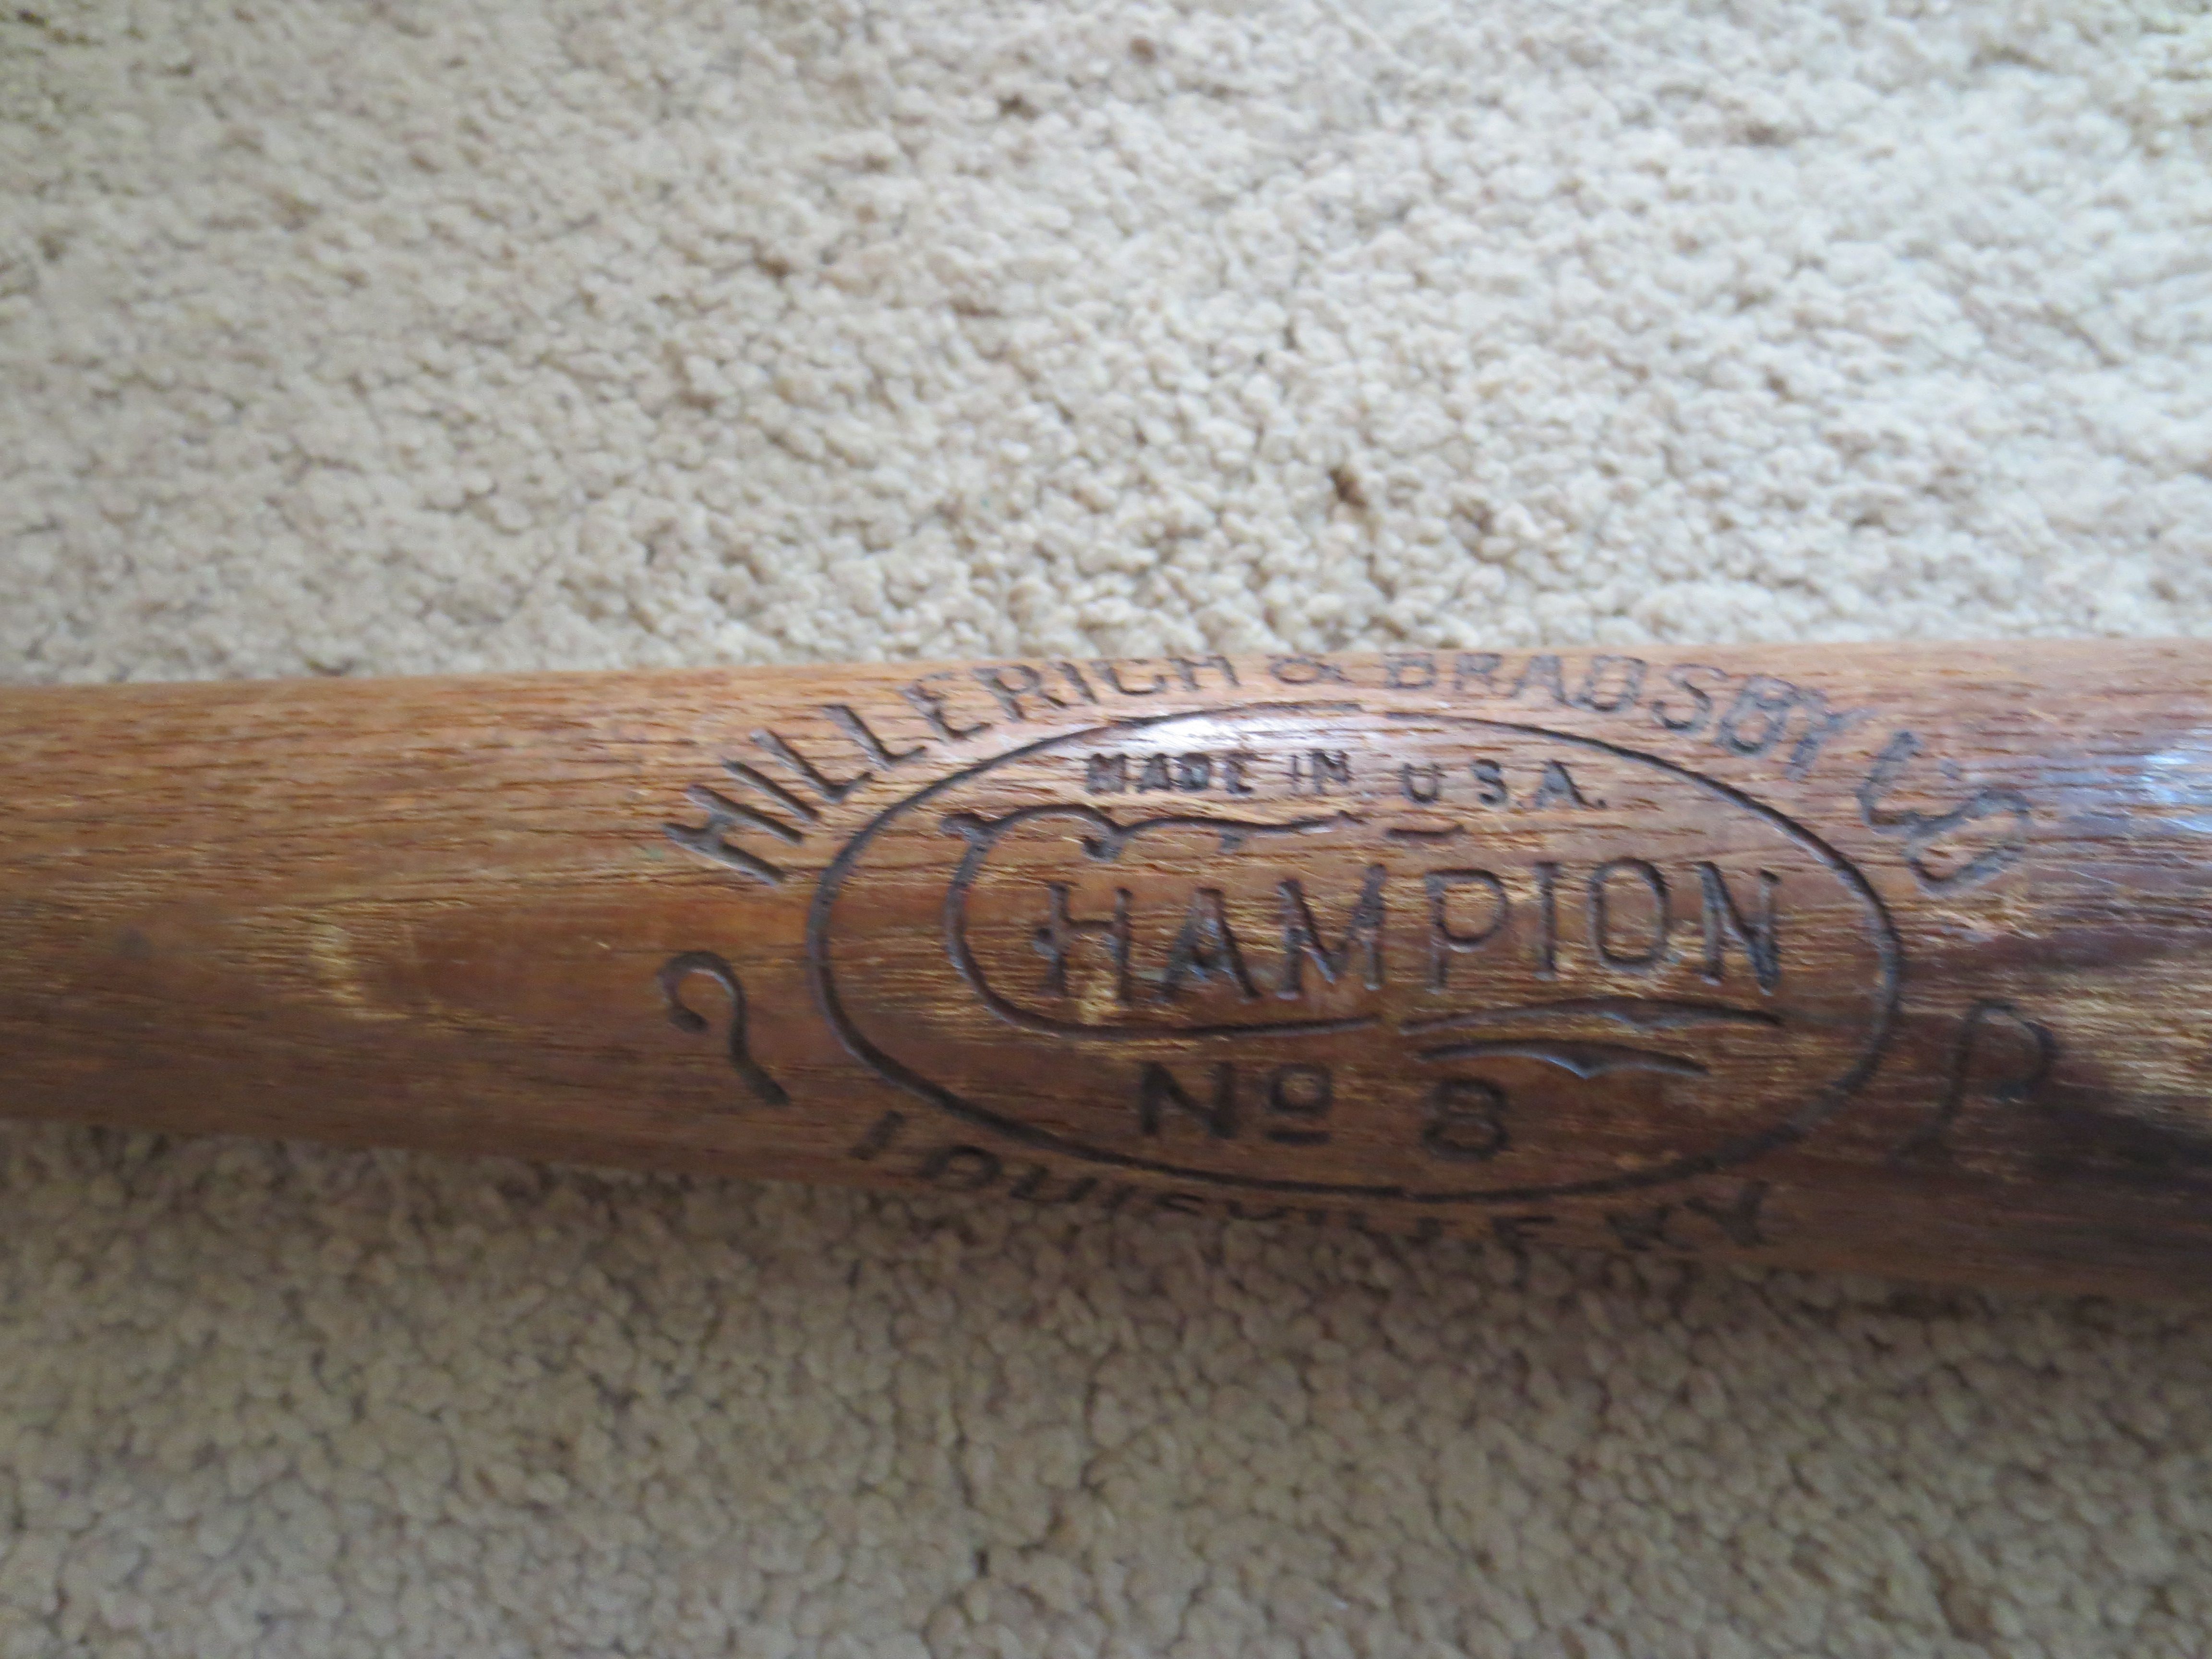 HILLERICH & BRADSBY CO
MADE IN U.S.A.
CHAMPION
No 8
LOUISVILLE KY
P